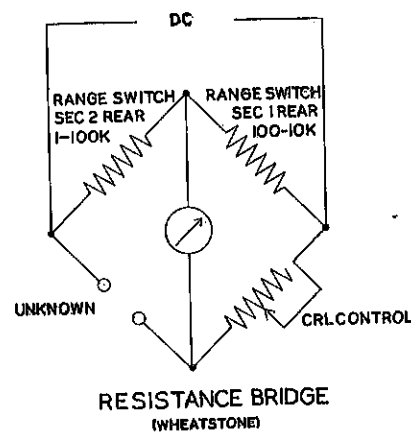 DC
RANGE SWITCH
SEC 2 REAR
1-100K
RANGE SWITCH
SEC 1 REAR
100-10K
UNKNOWN
CRL CONTROL
RESISTANCE BRIDGE
(WHEATSTONE)